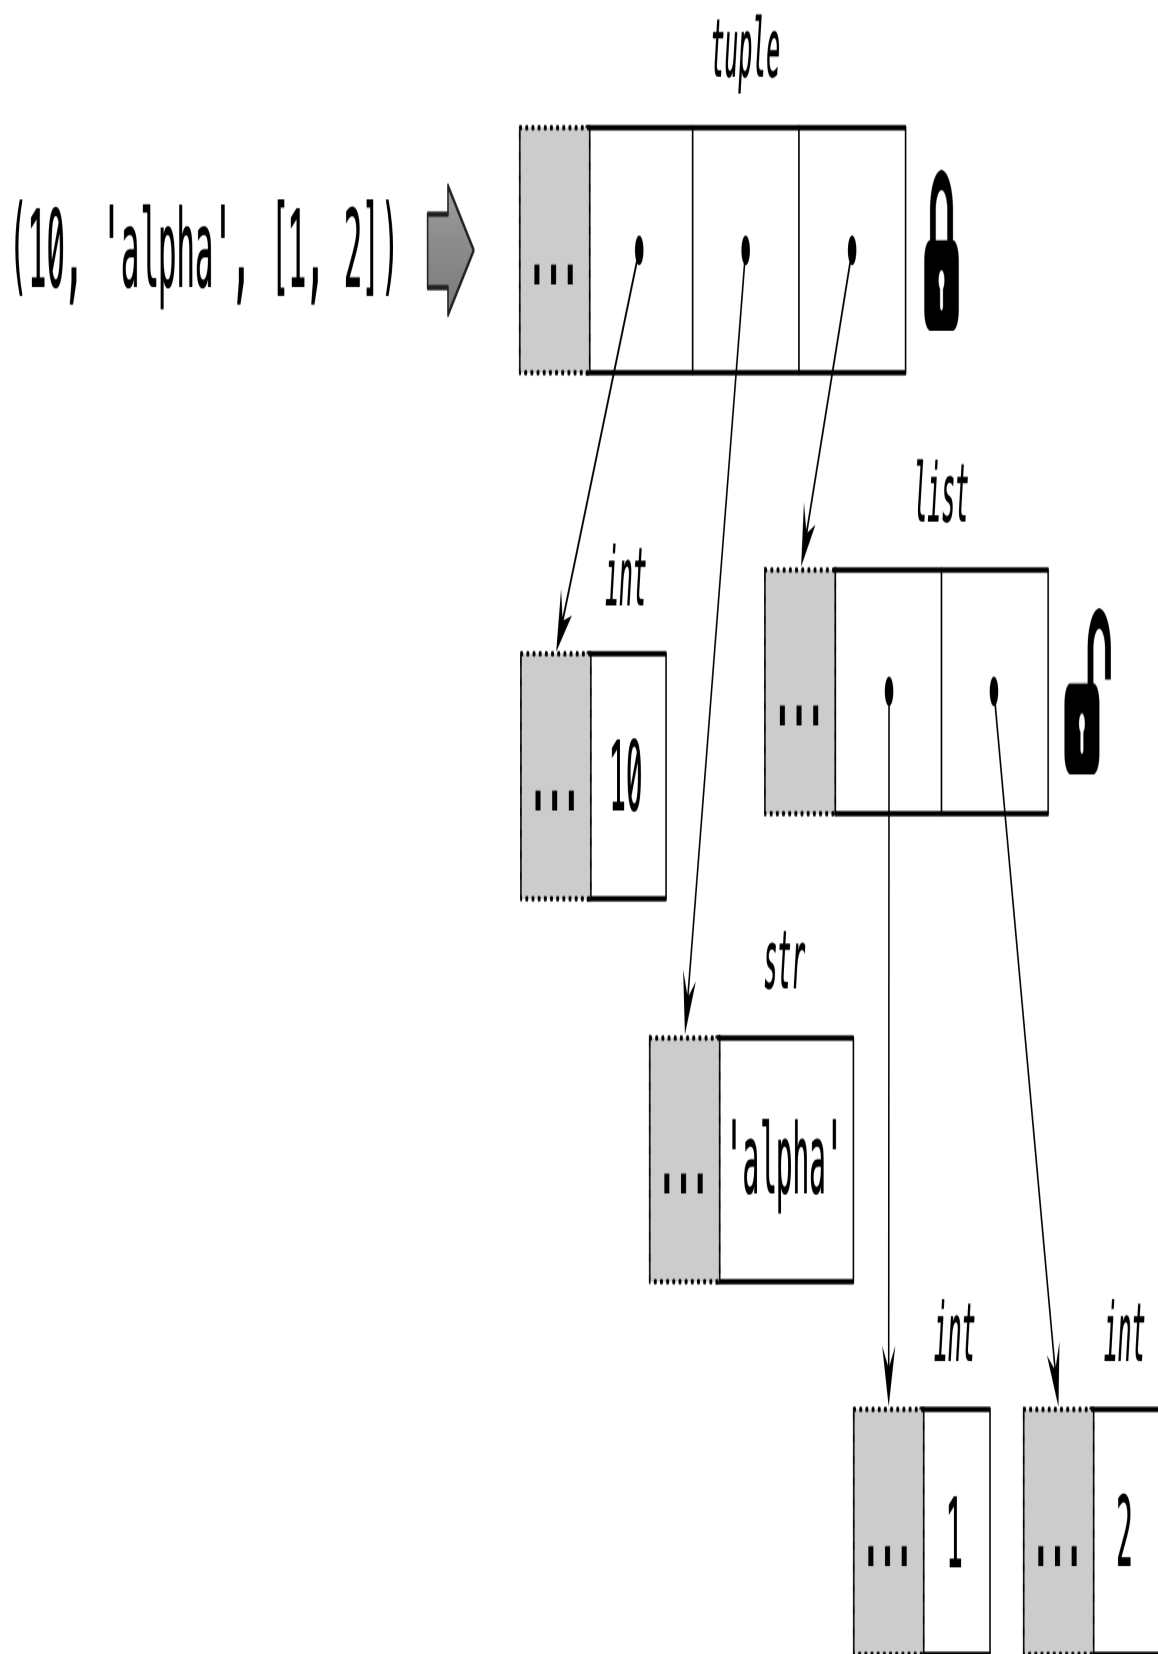 tuple
(10, 'alpha', [1, 2])
...
list
int
...
... 10
str
... 'alpha'
int int
... 1 ... 2